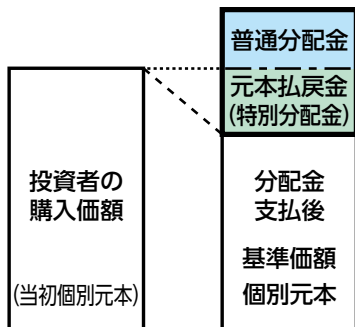 普通分配金
元本払戻金
(特別分配金)
投資者の
購入価額
(当初個別元本)
分配金
支払後
基準価額
個別元本